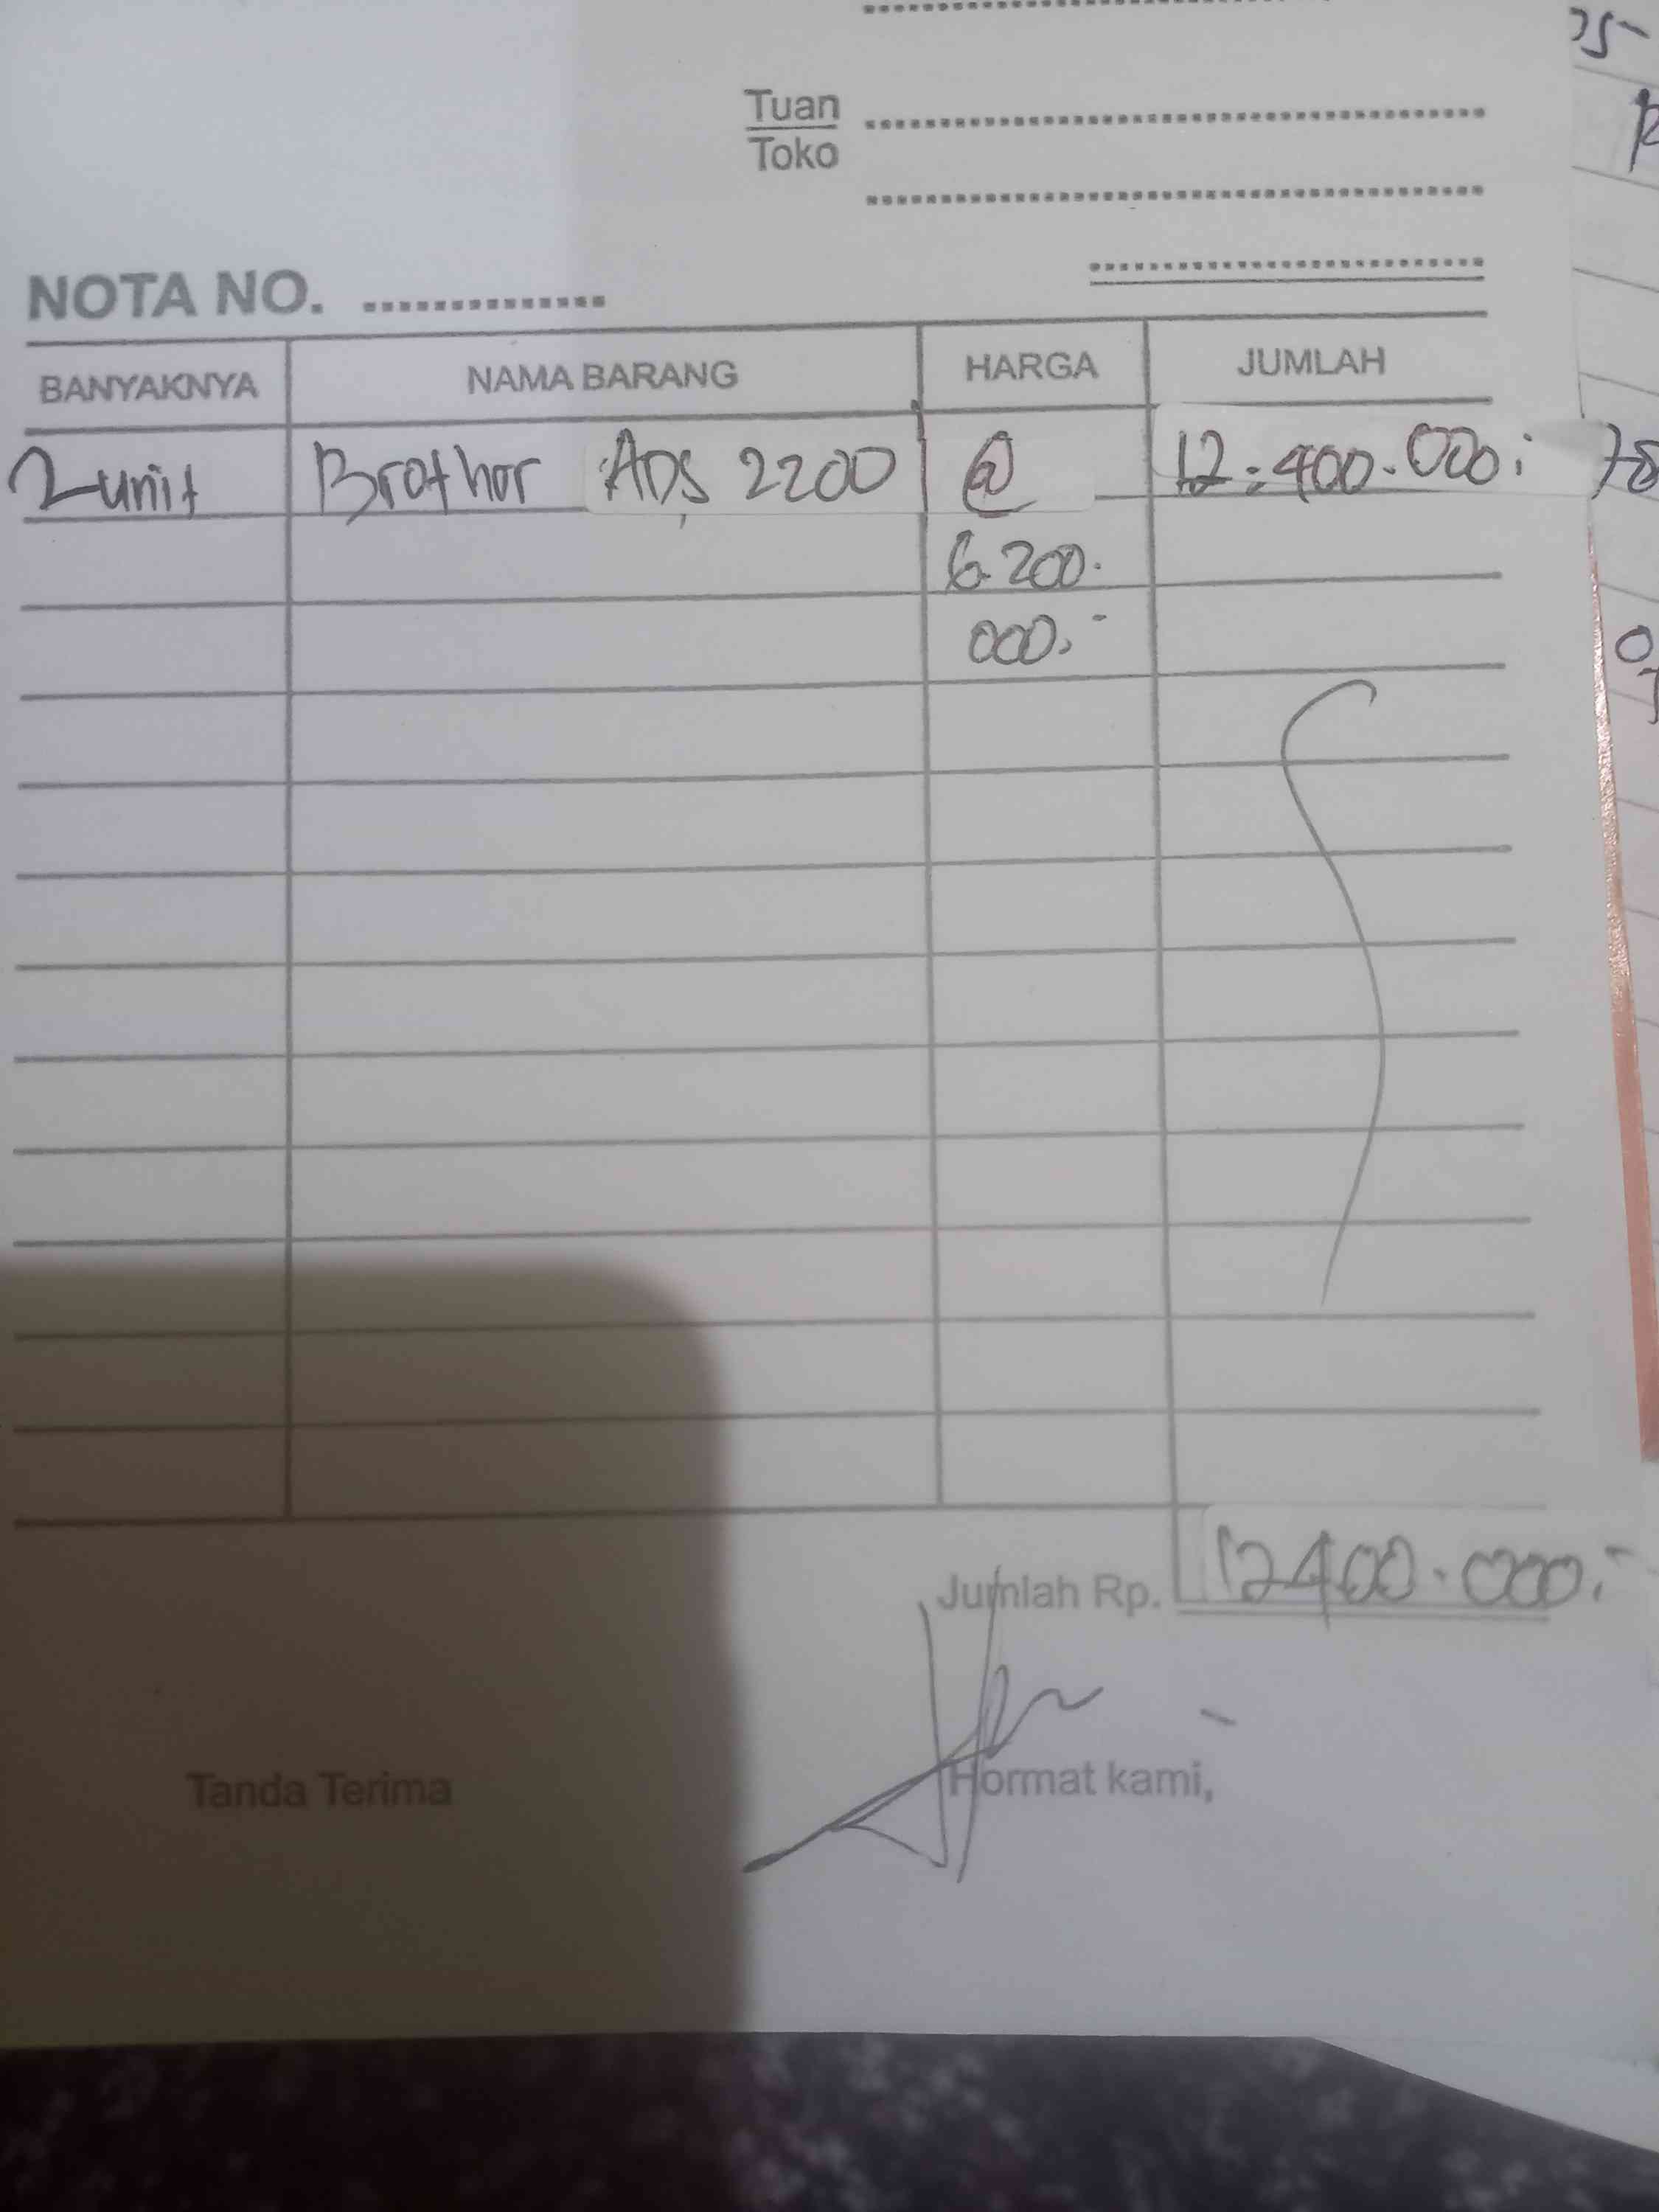 Tuan
Toko
NOTA NO.
BANYAKNYA NAMA BARANG HARGA JUMLAH
2 unit Brother ADS 2200 @ 12.400.000.-
6.200.
000.-
Jumlah Rp. 12400.000.-
Tanda Terima Hormat kami,